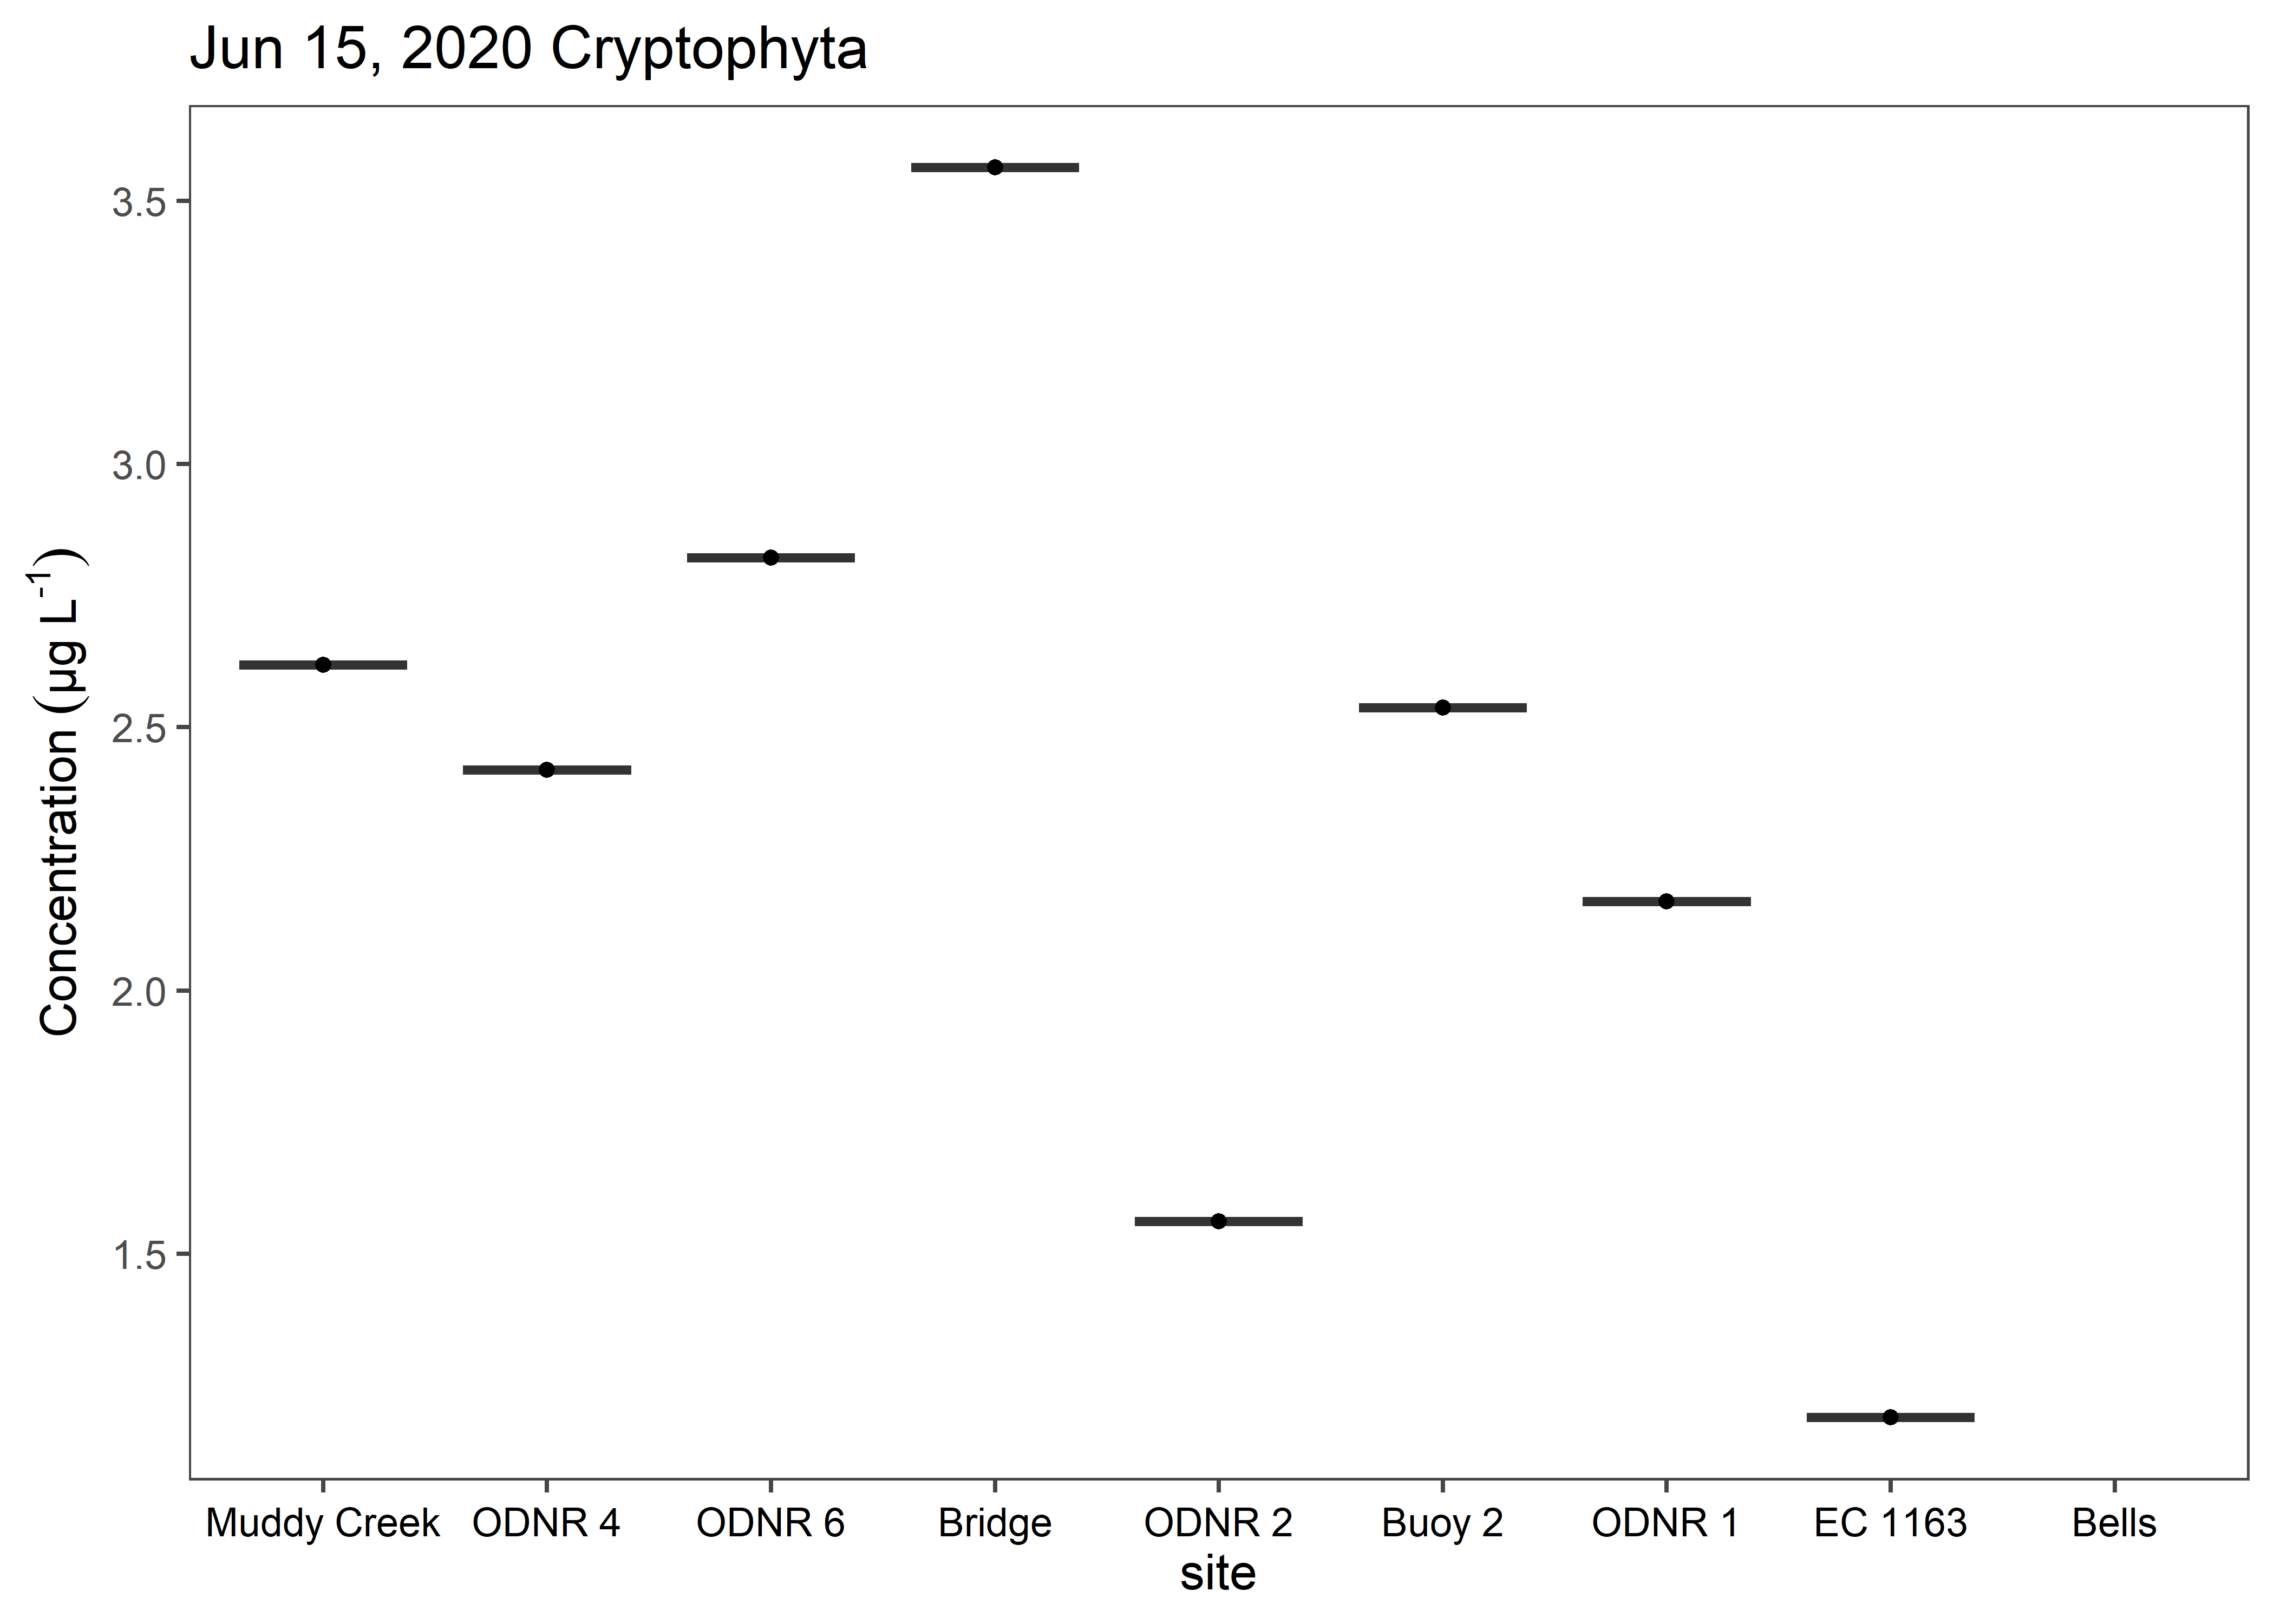 Jun 15, 2020 Cryptophyta
Concentration (µg L-1)
3.5
3.0
2.5
2.0
1.5
Muddy Creek ODNR 4 ODNR 6 Bridge ODNR 2 Buoy 2 ODNR 1 EC 1163 Bells
site